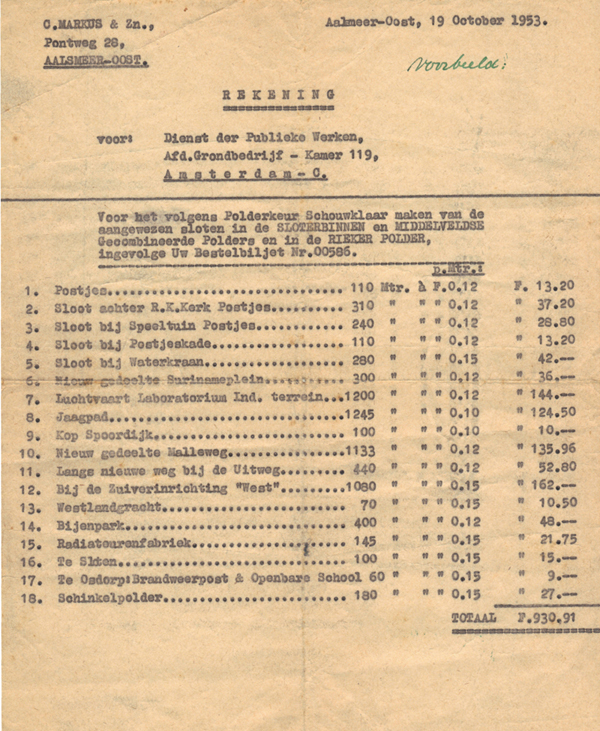 C.MARKUS & Zn.,
Pontweg 28,
AALSMEER-OOST.
Aalmeer-Oost, 19 October 1953.
Voorbeeld:
REKENING
voor: Dienst der Publieke Werken,
Afd.Grondbedrijf - Kamer 119,
Amsterdam-C.
Voor het volgens Polderkeur Schouwklaar maken van de
aangewezen sloten in de SLOTERBINNEN en MIDDELVELDSE
Gecombineerde Polders en in de RIEKER POLDER,
ingevolge Uw Bestelbiljet Nr.00586.
p.Mtr.:
1. Postjes................................110 Mtr. à F.0.12 F. 13.20
2. Sloot achter R.K.Kerk Postjes..........310 " " " 0.12 " 37.20
3. Sloot bij Speeltuin Postjes............240 " " " 0.12 " 28.80
4. Sloot bij Postjeskade..................110 " " " 0.12 " 13.20
5. Sloot bij Waterkraan...................280 " " " 0.15 " 42.--
6. Nieuw gedeelte Surinameplein...........300 " " " 0.12 " 36.--
7. Luchtvaart Laboratorium Ind. terrein...1200 " " " 0.12 " 144.--
8. Jaagpad................................1245 " " " 0.10 " 124.50
9. Kop Spoordijk..........................100 " " " 0.10 " 10.--
10. Nieuw gedeelte Malleweg...............1133 " " " 0.12 " 135.96
11. Langs nieuwe weg bij de Uitweg........440 " " " 0.12 " 52.80
12. Bij de Zuiverinrichting "West"........1080 " " " 0.15 " 162.--
13. Westlandgracht........................ 70 " " " 0.15 " 10.50
14. Bijenpark.............................400 " " " 0.12 " 48.--
15. Radiateurenfabriek....................145 " " " 0.15 " 21.75
16. Te Skten..............................100 " " " 0.15 " 15.--
17. Te Osdorp:Brandweerpost & Openbare School 60 " " " 0.15 " 9.--
18. Schinkelpolder........................180 " " " 0.15 " 27.--
TOTAAL F.930.91